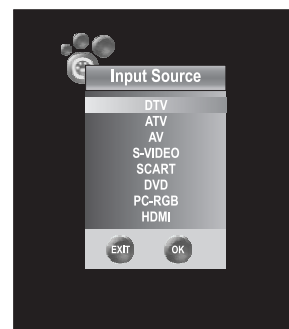 Input Source
DTV
ATV
AV
S-VIDEO
SCART
DVD
PC-RGB
HDMI
EXIT OK